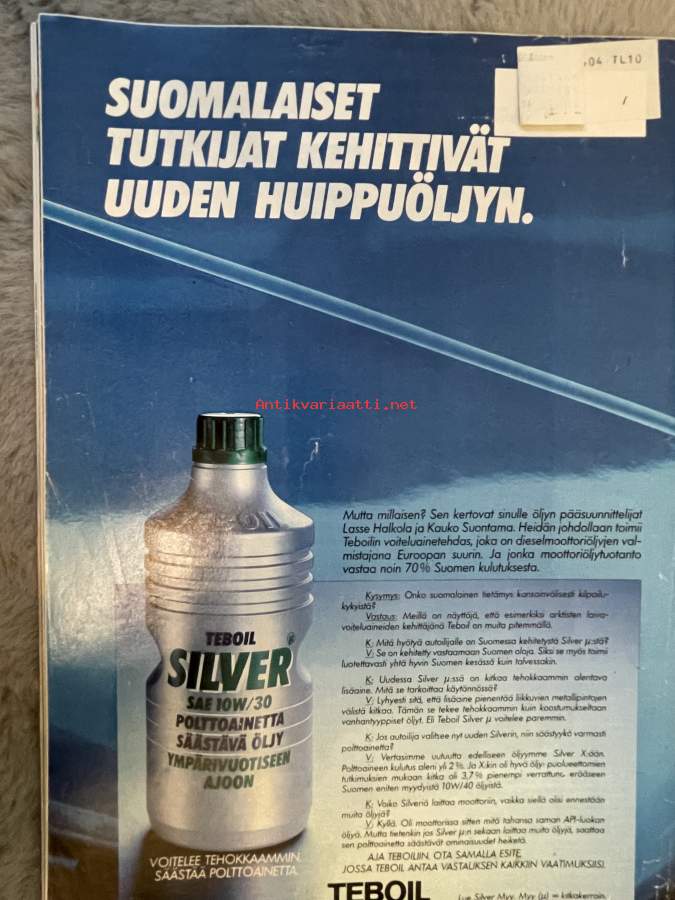 .04 TL10
SUOMALAISET
TUTKIJAT KEHITTIVÄT
UUDEN HUIPPUÖLJYN.
Antikvariaatti.net
Mutta millaisen? Sen kertovat sinulle öljyn pääsuunnittelijat
Lasse Halkola ja Kauko Suontama. Heidän johdollaan toimii
Teboilin voiteluainetehdas, joka on dieselmoottoriöljyjen val-
mistajana Euroopan suurin. Ja jonka moottoriöljytuotanto
vastaa noin 70% Suomen kulutuksesta.
Kysymys: Onko suomalainen tietämys kansainvälisesti kilpailu-
kykyistä?
Vastaus: Meillä on näyttöjä, että esimerkiksi arktisten laiva-
voiteluaineiden kehittäjänä Teboil on muita pitemmällä.
K: Mitä hyötyä autoilijalle on Suomessa kehitetystä Silver µ:stä?
V: Se on kehitetty vastaamaan Suomen oloja. Siksi se myös toimii
luotettavasti yhtä hyvin Suomen kesässä kuin talvessakin.
K: Uudessa Silver µ:ssä on kitkaa tehokkaammin alentava
lisäaine. Mitä se tarkoittaa käytännössä?
V: Lyhyesti sitä, että lisäaine pienentää liikkuvien metallipintojen
välistä kitkaa. Tämän se tekee tehokkaammin kuin koostumukseltaan
vanhantyyppiset öljyt. Eli Teboil Silver µ voitelee paremmin.
K: Jos autoilija valitsee nyt uuden Silverin, niin säästyykö varmasti
polttoainetta?
V: Vertasimme uutuutta edelliseen öljyymme Silver X:ään.
Polttoaineen kulutus aleni yli 2%. Ja X:kin oli hyvä öljy: puolueettomien
tutkimuksien mukaan kitka oli 3,7% pienempi verrattuna erääseen
Suomen eniten myydyistä 10W/40 öljyistä.
K: Voiko Silveriä laittaa moottoriin, vaikka siellä olisi ennestään
muita öljyjä?
V: Kyllä. Oli moottorissa sitten mitä tahansa saman API-luokan
öljyä. Mutta tietenkin jos Silver µ:n sekaan laittaa muita öljyjä, saattaa
sen polttoainetta säästävät ominaisuudet heiketä.
AJA TEBOILIIN. OTA SAMALLA ESITE,
JOSSA TEBOIL ANTAA VASTAUKSEN KAIKKIIN VAATIMUKSIISI.
OIL
TEBOIL
SILVER
SAE 10W/30
POLTTOAINETTA
SÄÄSTÄVÄ ÖLJY
YMPÄRIVUOTISEEN
AJOON
VOITELEE TEHOKKAAMMIN.
SÄÄSTÄÄ POLTTOAINETTA.
TEBOIL
Lue Silver Myy. Myy (µ) = kitkakerroin.